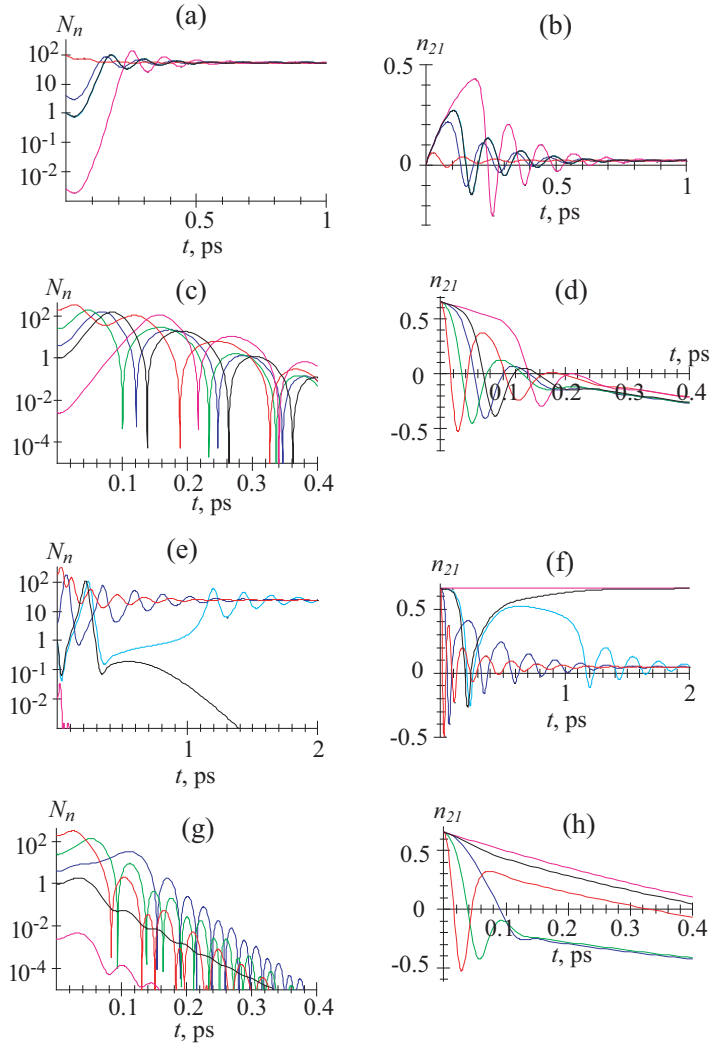 N_n (a)
10^2
10
1
10^-1
10^-2
0.5 1
t, ps
(b)
n_21
0.5
0
0.5 1
t, ps
N_n (c)
10^2
1
10^-2
10^-4
0.1 0.2 0.3 0.4
t, ps
n_21 (d)
0.5
0
-0.5
t, ps
0.1 0.2 0.3 0.4
N_n (e)
10^2
10
1
10^-1
10^-2
1 2
t, ps
n_21 (f)
0.5
0
-0.5
1 2
t, ps
N_n (g)
10^2
1
10^-2
10^-4
0.1 0.2 0.3 0.4
t, ps
n_21 (h)
0.5
0
-0.5
0.1 0.2 0.3 0.4
t, ps